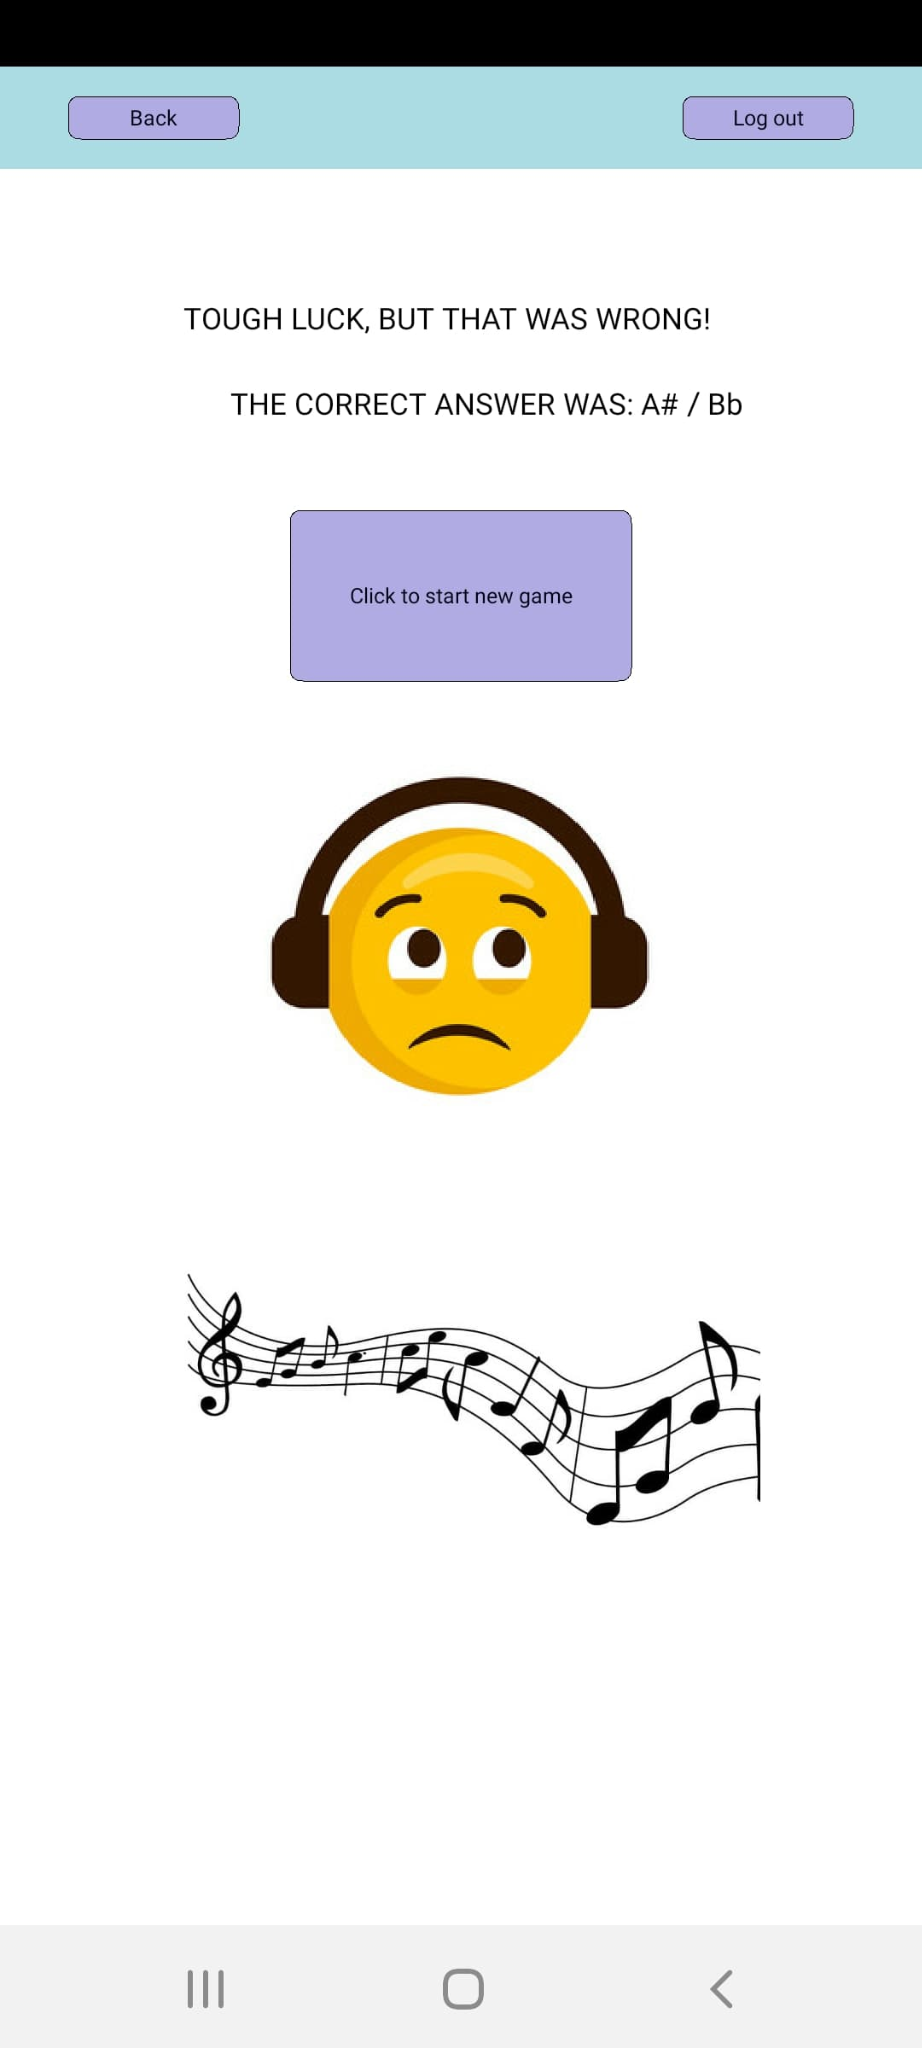 Back
Log out
TOUGH LUCK, BUT THAT WAS WRONG!
THE CORRECT ANSWER WAS: A# / Bb
Click to start new game